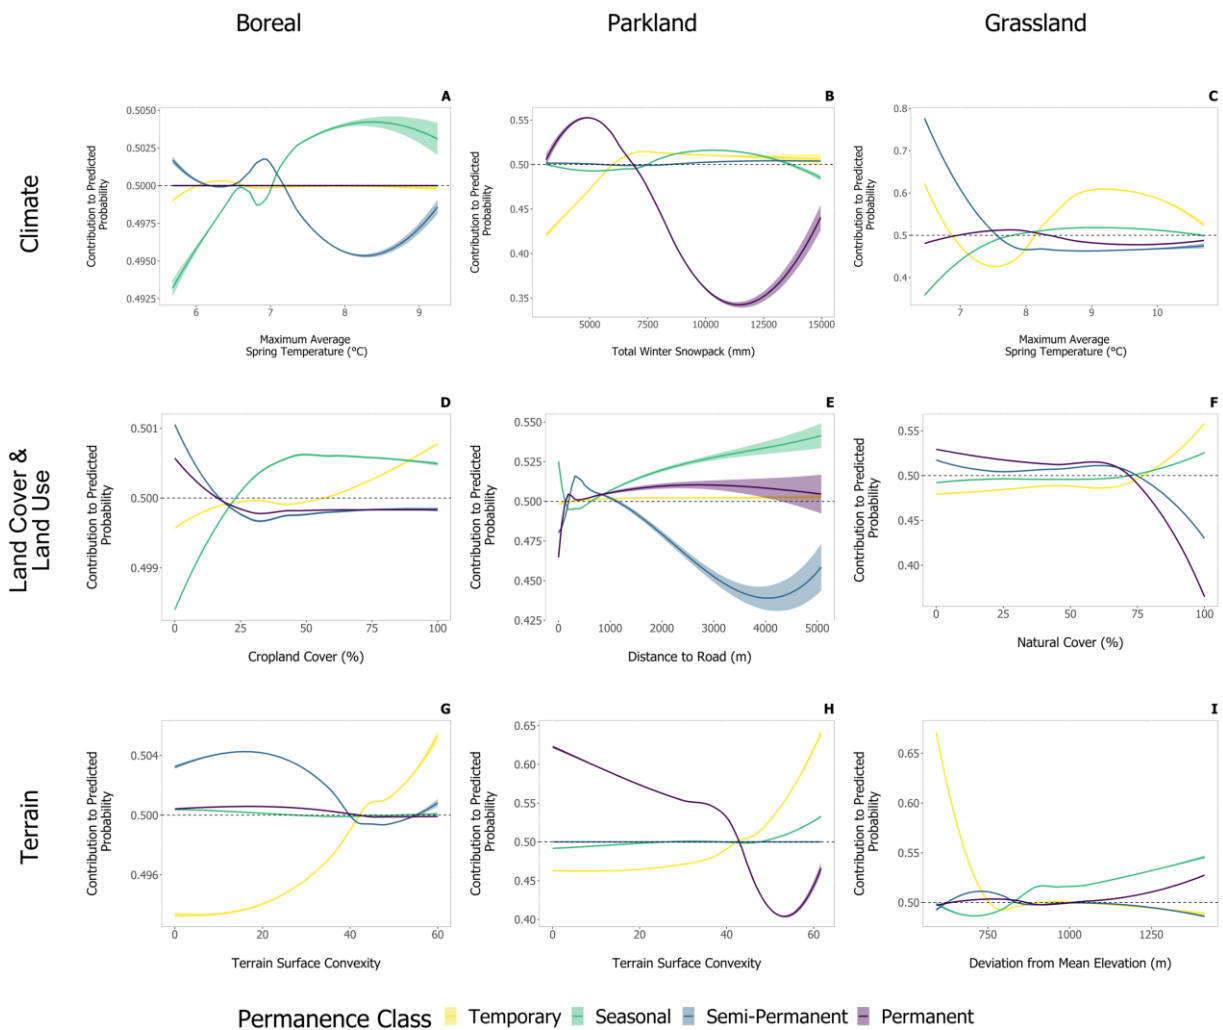 Boreal
Parkland
Grassland
Climate
Land Cover &
Land Use
Terrain
A
Contribution to Predicted
Probability
0.5050
0.5025
0.5000
0.4975
0.4950
0.4925
6
7
8
9
Maximum Average
Spring Temperature (°C)
B
Contribution to Predicted
Probability
0.55
0.50
0.45
0.40
0.35
5000
7500
10000
12500
15000
Total Winter Snowpack (mm)
C
Contribution to Predicted
Probability
0.8
0.7
0.6
0.5
0.4
7
8
9
10
Maximum Average
Spring Temperature (°C)
D
Contribution to Predicted
Probability
0.501
0.500
0.499
0
25
50
75
100
Cropland Cover (%)
E
Contribution to Predicted
Probability
0.550
0.525
0.500
0.475
0.450
0.425
0
1000
2000
3000
4000
5000
Distance to Road (m)
F
Contribution to Predicted
Probability
0.55
0.50
0.45
0.40
0
25
50
75
100
Natural Cover (%)
G
Contribution to Predicted
Probability
0.504
0.500
0.496
0
20
40
60
Terrain Surface Convexity
H
Contribution to Predicted
Probability
0.65
0.60
0.55
0.50
0.45
0.40
0
20
40
60
Terrain Surface Convexity
I
Contribution to Predicted
Probability
0.65
0.60
0.55
0.50
750
1000
1250
Deviation from Mean Elevation (m)
Permanence Class Temporary Seasonal Semi-Permanent Permanent